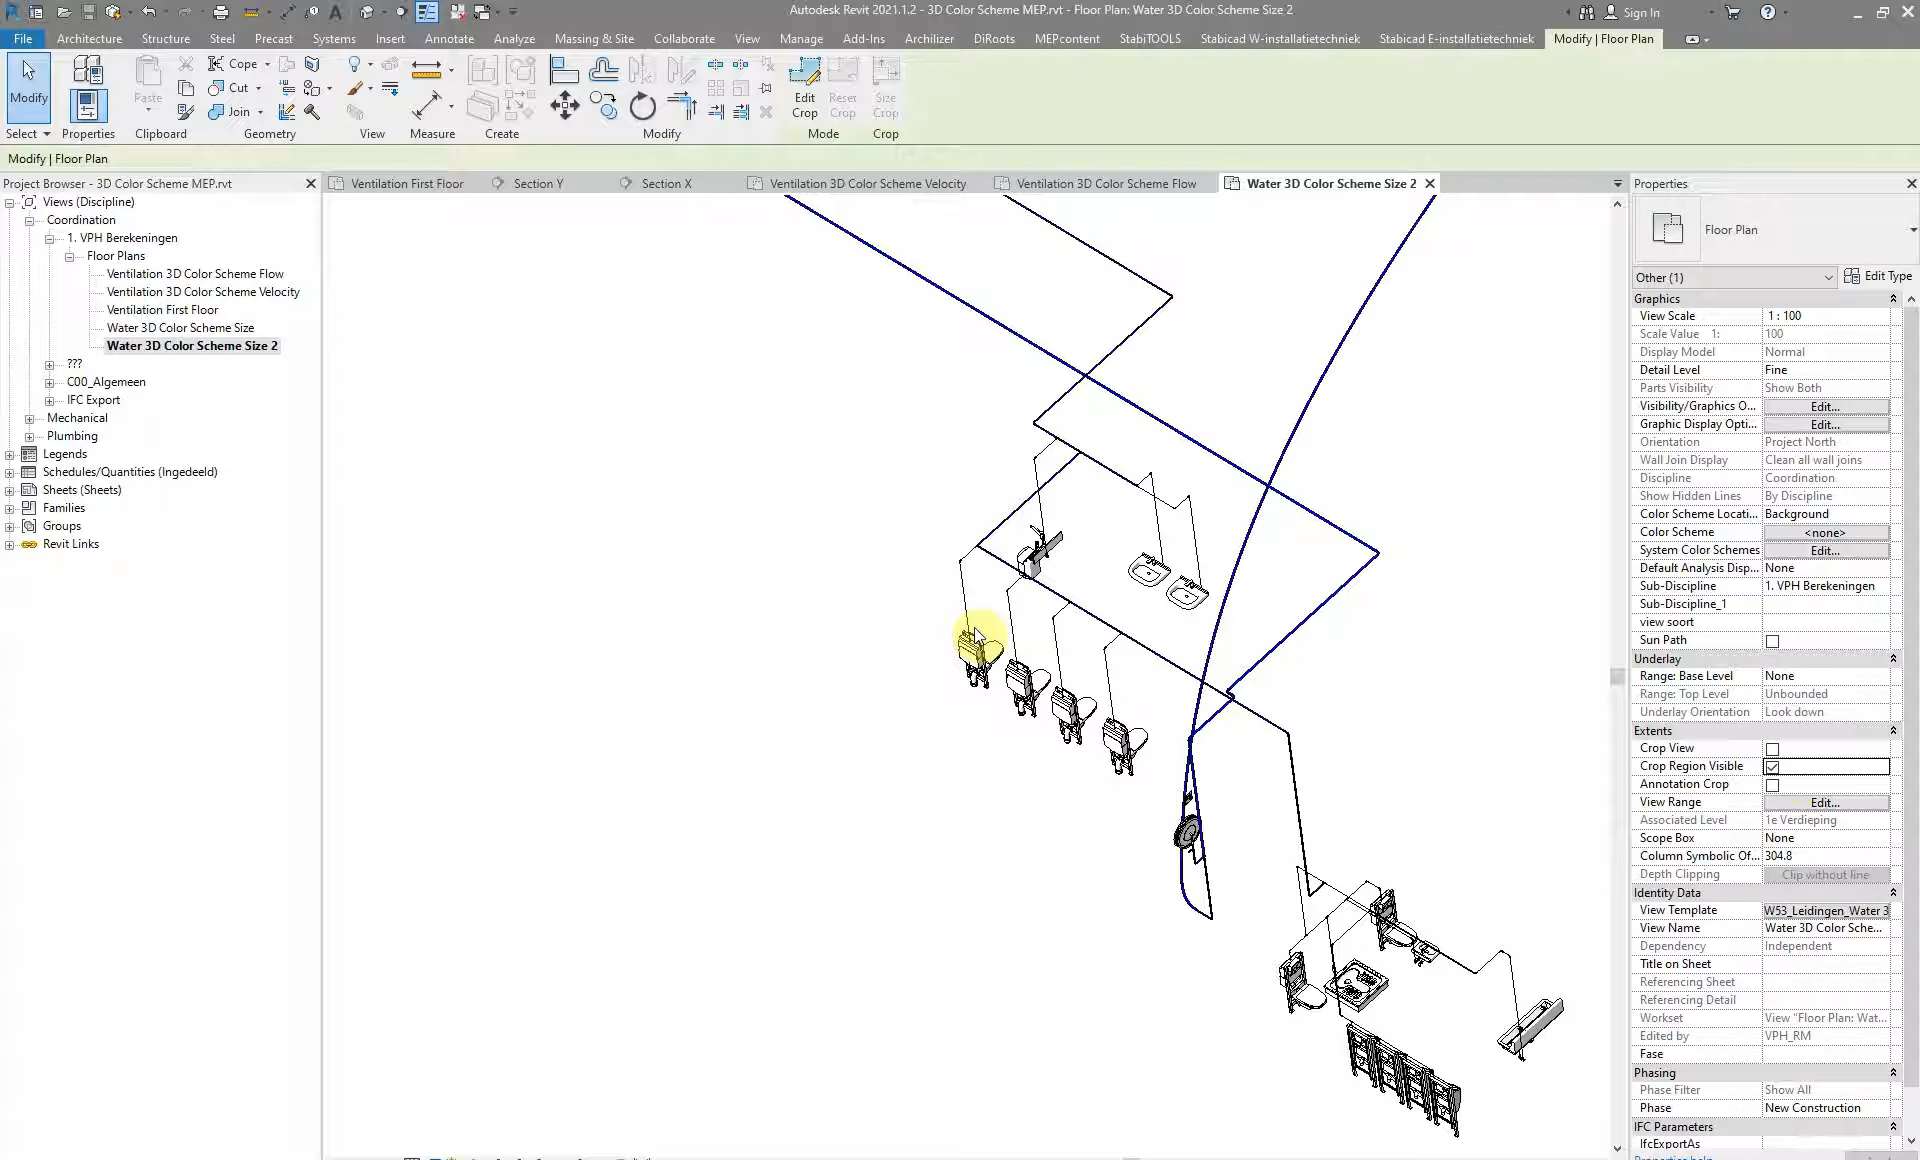 Autodesk Revit 2021.1.2 - 3D Color Scheme MEP.rvt - Floor Plan: Water 3D Color Scheme Size 2
Sign In
File Architecture Structure Steel Precast Systems Insert Annotate Analyze Massing & Site Collaborate View Manage Add-Ins Archilizer DiRoots MEPcontent StabiTOOLS Stabicad W-installatietechniek Stabicad E-installatietechniek Modify | Floor Plan
Modify
Paste
Cope
Cut
Join
Edit Crop
Reset Crop
Size Crop
Select Properties Clipboard Geometry View Measure Create Modify Mode Crop
Modify | Floor Plan
Project Browser - 3D Color Scheme MEP.rvt
Views (Discipline)
Coordination
1. VPH Berekeningen
Floor Plans
Ventilation 3D Color Scheme Flow
Ventilation 3D Color Scheme Velocity
Ventilation First Floor
Water 3D Color Scheme Size
Water 3D Color Scheme Size 2
???
C00_Algemeen
IFC Export
Mechanical
Plumbing
Legends
Schedules/Quantities (Ingedeeld)
Sheets (Sheets)
Families
Groups
Revit Links
Ventilation First Floor Section Y Section X Ventilation 3D Color Scheme Velocity Ventilation 3D Color Scheme Flow Water 3D Color Scheme Size 2
Properties
Floor Plan
Other (1) Edit Type
Graphics
View Scale 1 : 100
Scale Value 1: 100
Display Model Normal
Detail Level Fine
Parts Visibility Show Both
Visibility/Graphics O... Edit...
Graphic Display Opti... Edit...
Orientation Project North
Wall Join Display Clean all wall joins
Discipline Coordination
Show Hidden Lines By Discipline
Color Scheme Locati... Background
Color Scheme <none>
System Color Schemes Edit...
Default Analysis Disp... None
Sub-Discipline 1. VPH Berekeningen
Sub-Discipline_1
view soort
Sun Path
Underlay
Range: Base Level None
Range: Top Level Unbounded
Underlay Orientation Look down
Extents
Crop View
Crop Region Visible
Annotation Crop
View Range Edit...
Associated Level 1e Verdieping
Scope Box None
Column Symbolic Of... 304.8
Depth Clipping Clip without line
Identity Data
View Template W53_Leidingen_Water 3
View Name Water 3D Color Sche...
Dependency Independent
Title on Sheet
Referencing Sheet
Referencing Detail
Workset View "Floor Plan: Wat...
Edited by VPH_RM
Fase
Phasing
Phase Filter Show All
Phase New Construction
IFC Parameters
IfcExportAs